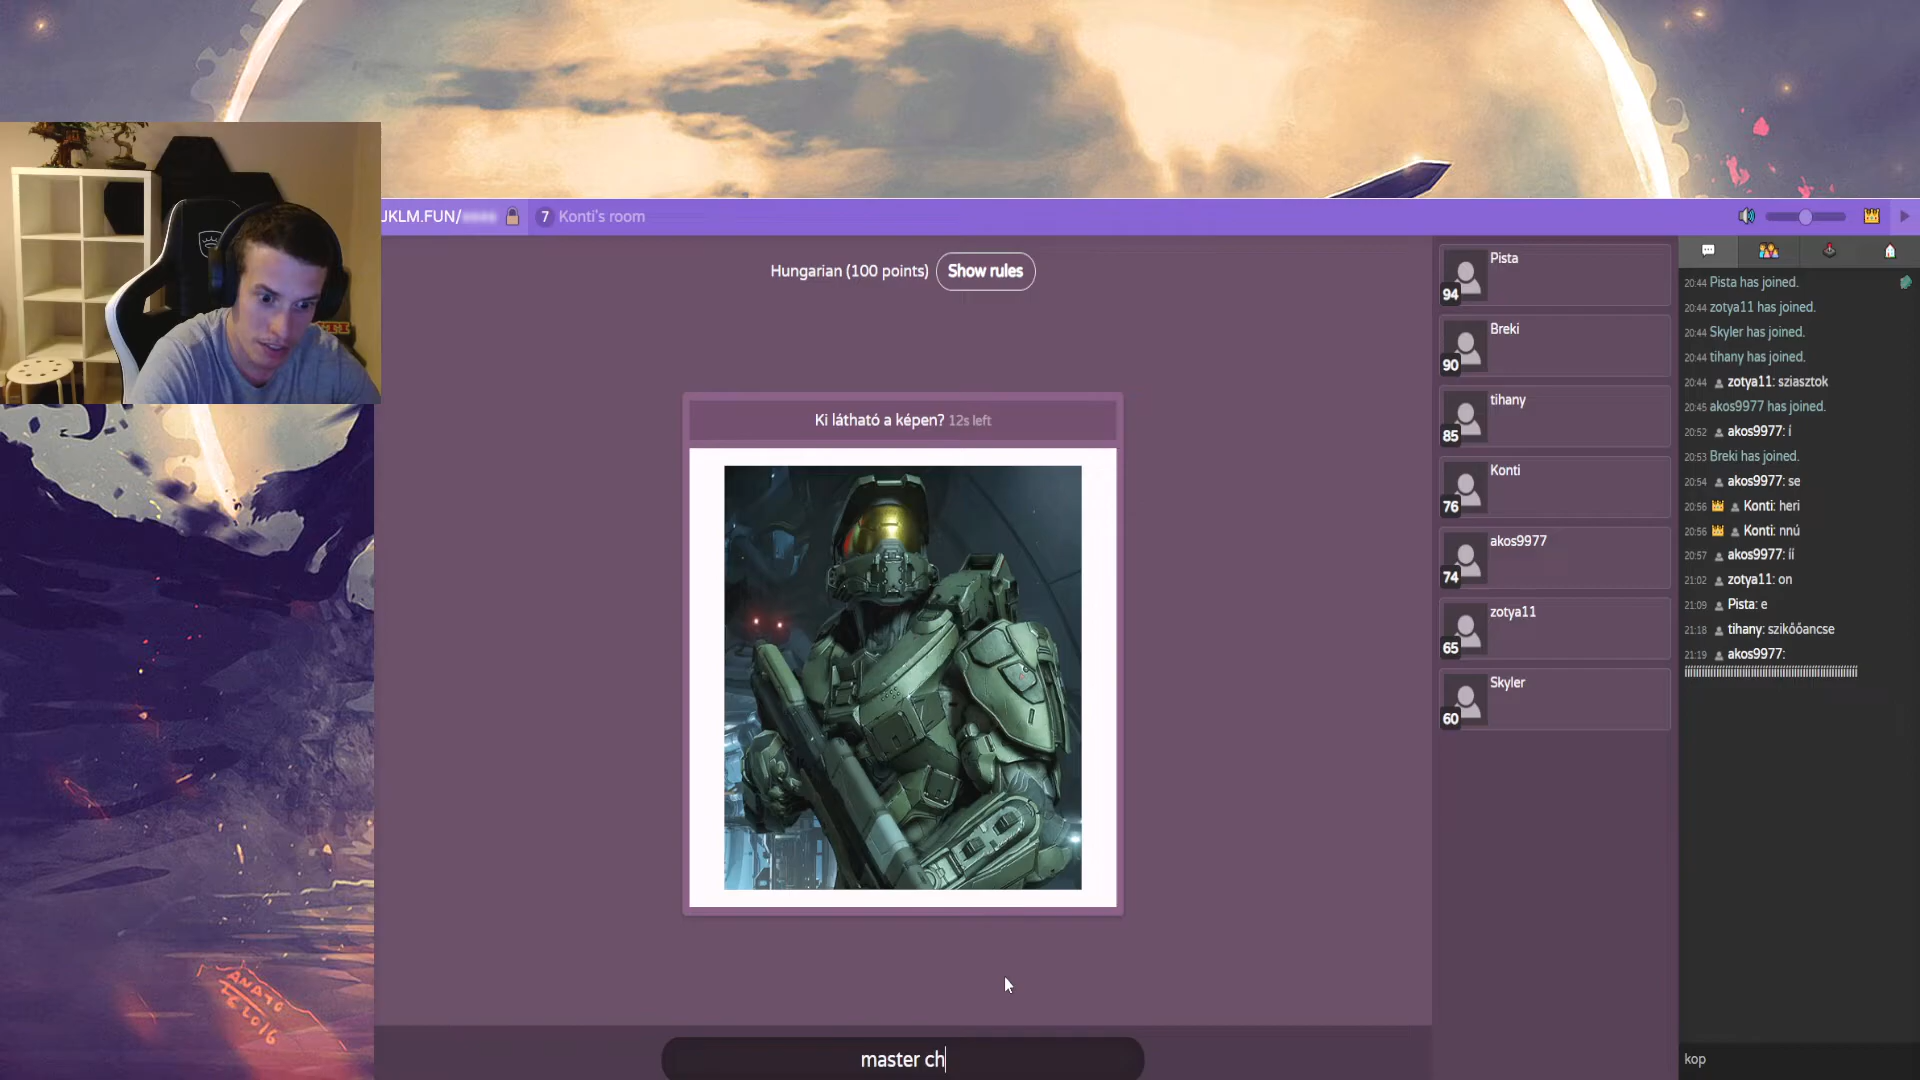 JKLM.FUN/
7 Konti's room
Hungarian (100 points) Show rules
Ki látható a képen? 12s left
master ch
Pista
94
Breki
90
tihany
85
Konti
76
akos9977
74
zotya11
65
Skyler
60
20:44 Pista has joined.
20:44 zotya11 has joined.
20:44 Skyler has joined.
20:44 tihany has joined.
20:44 zotya11: sziasztok
20:45 akos9977 has joined.
20:52 akos9977: í
20:53 Breki has joined.
20:54 akos9977: se
20:56 Konti: heri
20:56 Konti: nnú
20:57 akos9977: íí
21:02 zotya11: on
21:09 Pista: e
21:18 tihany: szikőőancse
21:19 akos9977:
kop
ANATO
26 2016